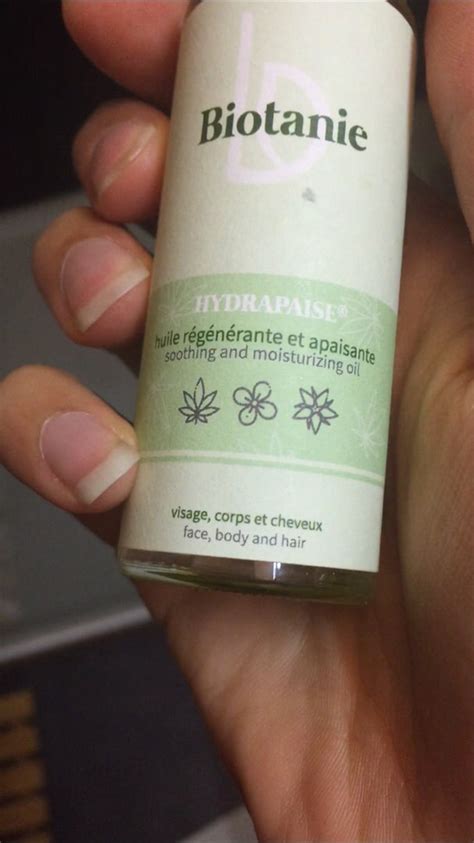 Biotanie
HYDRAPAISE®
huile régénérante et apaisante
soothing and moisturizing oil
visage, corps et cheveux
face, body and hair